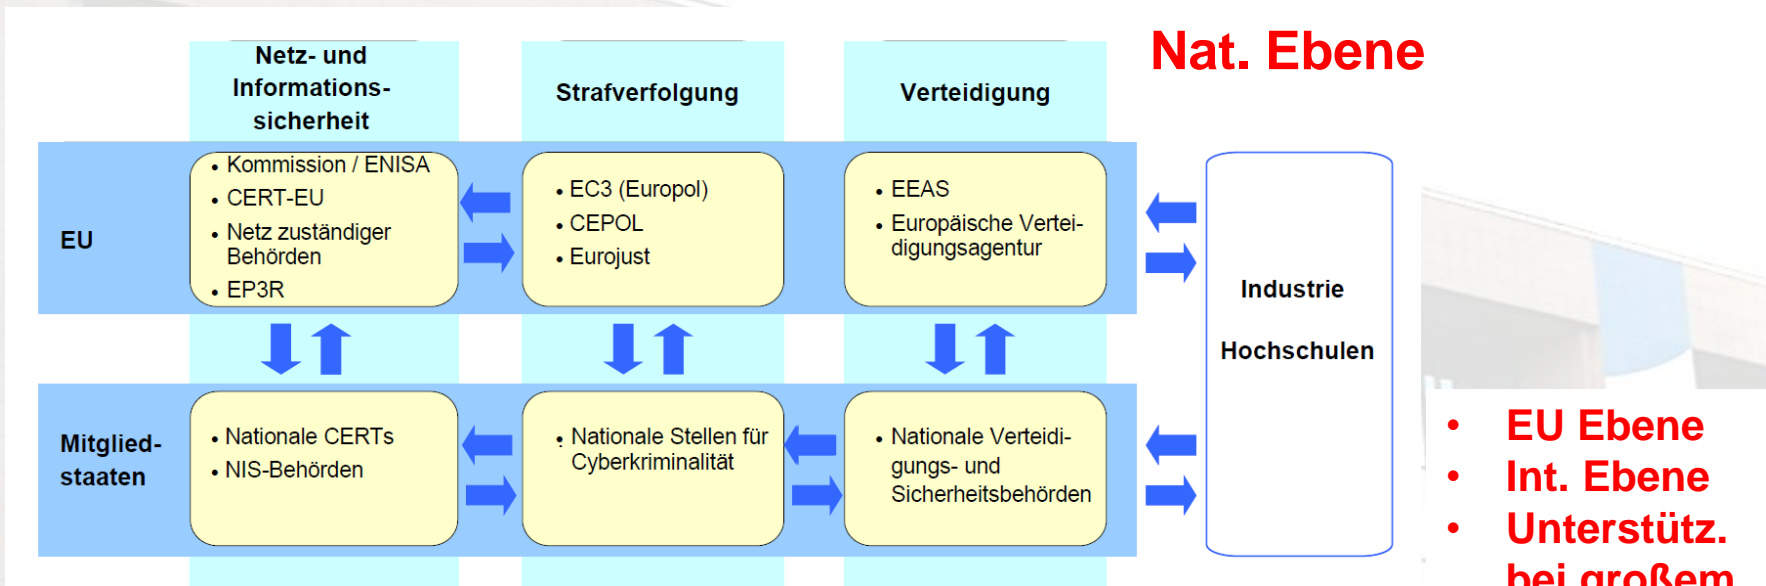 Nat. Ebene
Netz- und
Informations-
sicherheit
Strafverfolgung
Verteidigung
EU
• Kommission / ENISA
• CERT-EU
• Netz zuständiger
Behörden
• EP3R
• EC3 (Europol)
• CEPOL
• Eurojust
• EEAS
• Europäische Vertei-
digungsagentur
Industrie
Hochschulen
Mitglied-
staaten
• Nationale CERTs
• NIS-Behörden
• Nationale Stellen für
Cyberkriminalität
• Nationale Verteidi-
gungs- und
Sicherheitsbehörden
• EU Ebene
• Int. Ebene
• Unterstütz.
bei großem